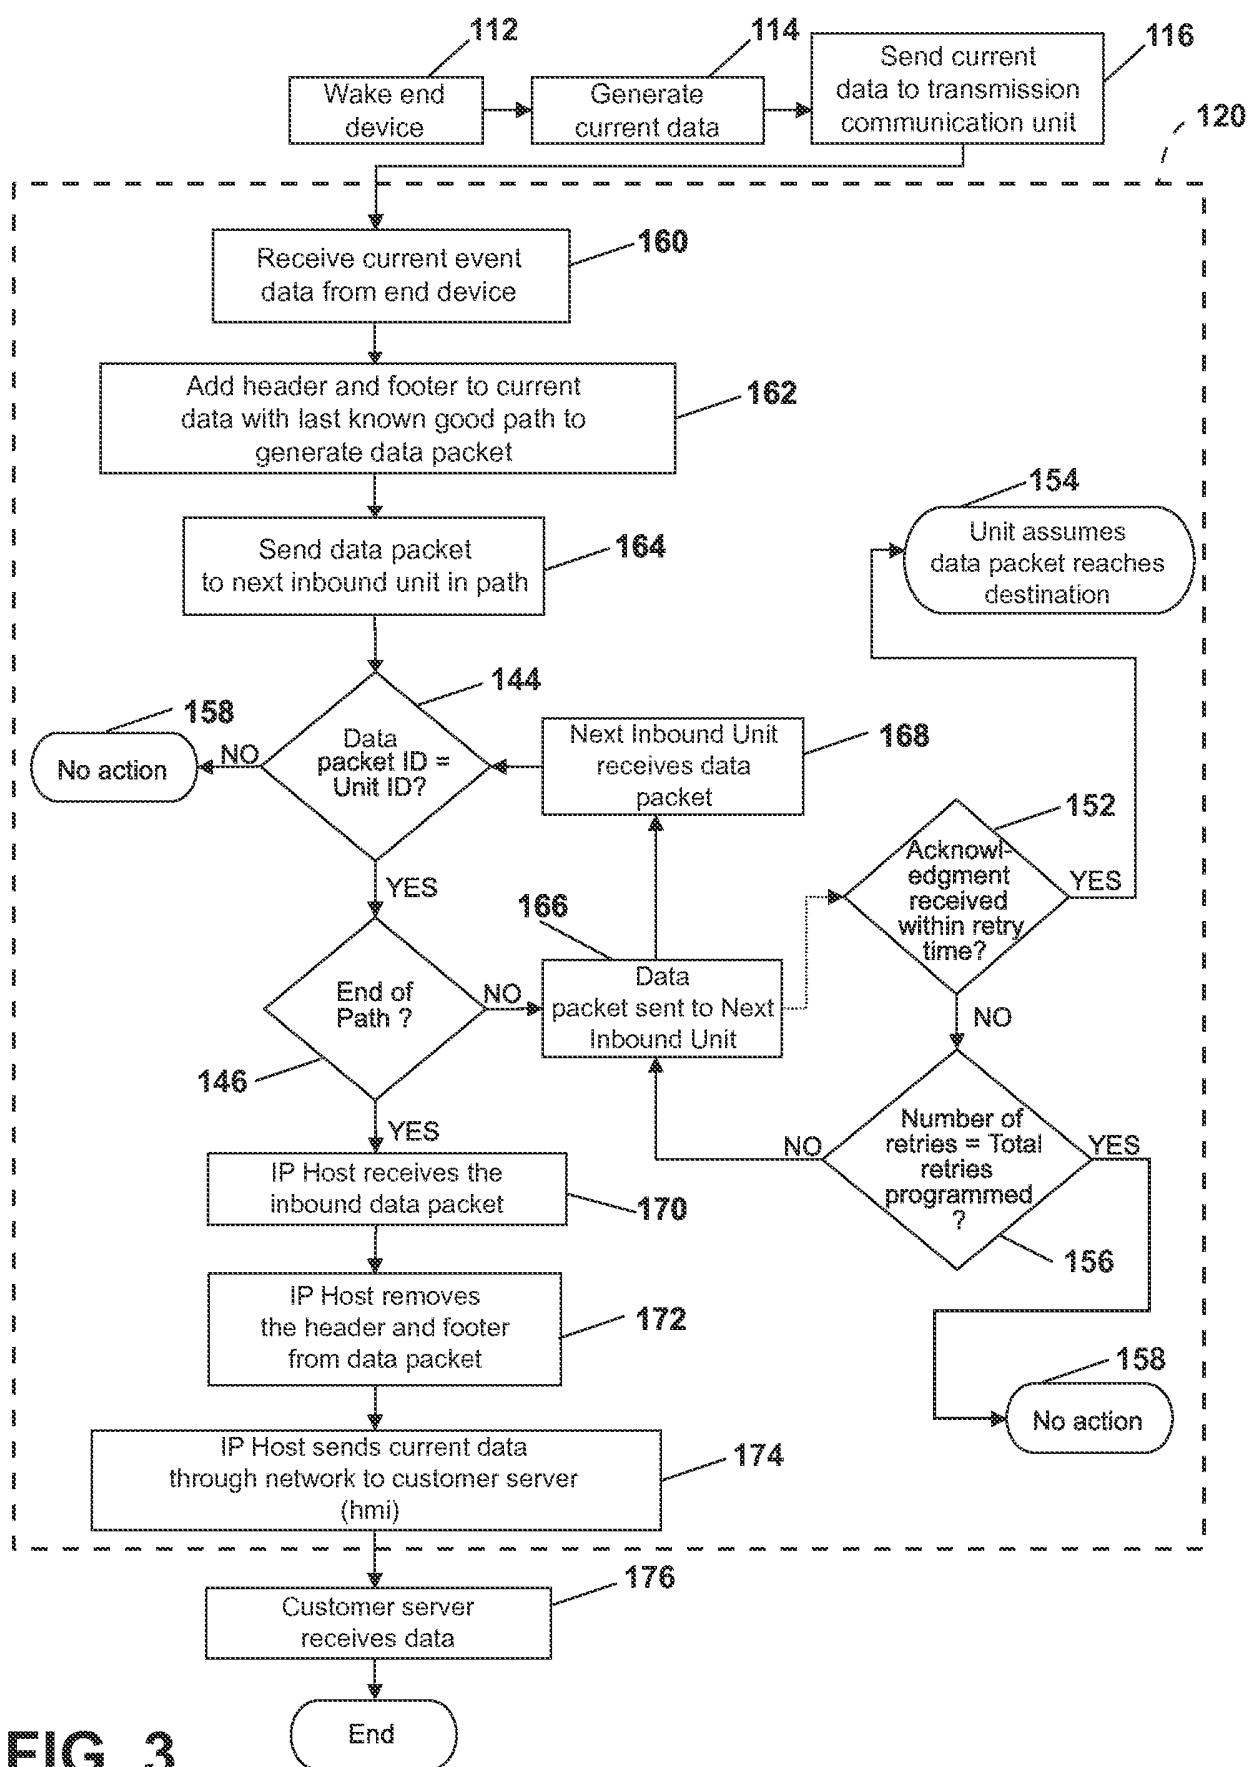 112
114
116
Wake end
device
Generate
current data
Send current
data to transmission
communication unit
120
160
Receive current event
data from end device
162
Add header and footer to current
data with last known good path to
generate data packet
154
Unit assumes
data packet reaches
destination
164
Send data packet
to next inbound unit in path
144
158
NO
No action
Data
packet ID =
Unit ID?
168
Next Inbound Unit
receives data
packet
152
Acknowl-
edgment
received
within retry
time?
YES
YES
166
End of
Path ?
NO
Data
packet sent to Next
Inbound Unit
NO
146
YES
Number of
retries = Total
retries
programmed
?
NO
YES
156
IP Host receives the
inbound data packet
170
IP Host removes
the header and footer
from data packet
172
158
No action
IP Host sends current data
through network to customer server
(hmi)
174
176
Customer server
receives data
End
FIG. 3